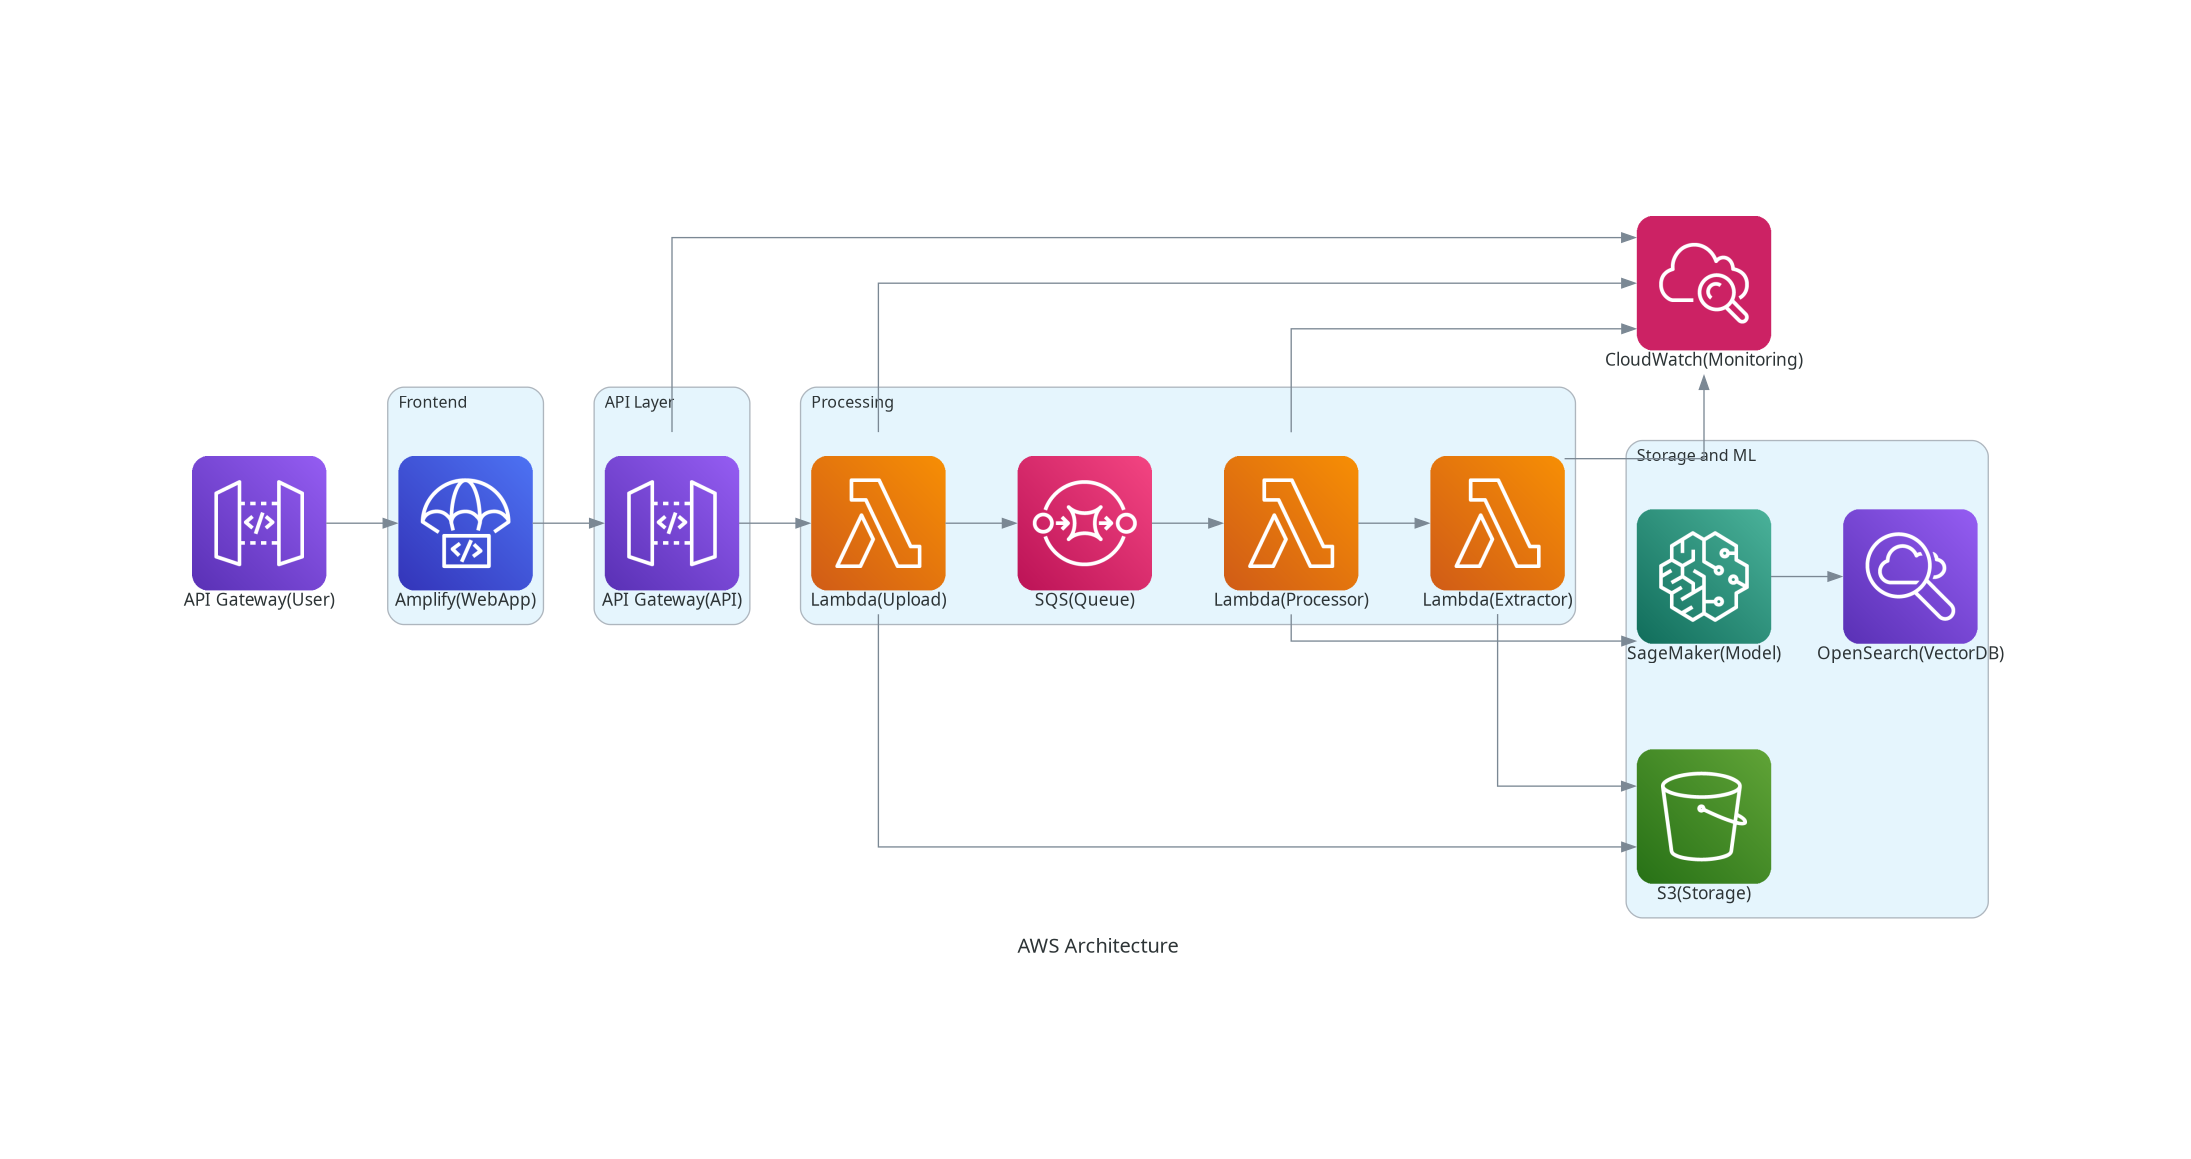 CloudWatch(Monitoring)
Frontend
API Layer
Processing
Storage and ML
API Gateway(User)
Amplify(WebApp)
API Gateway(API)
Lambda(Upload)
SQS(Queue)
Lambda(Processor)
Lambda(Extractor)
SageMaker(Model)
OpenSearch(VectorDB)
S3(Storage)
AWS Architecture